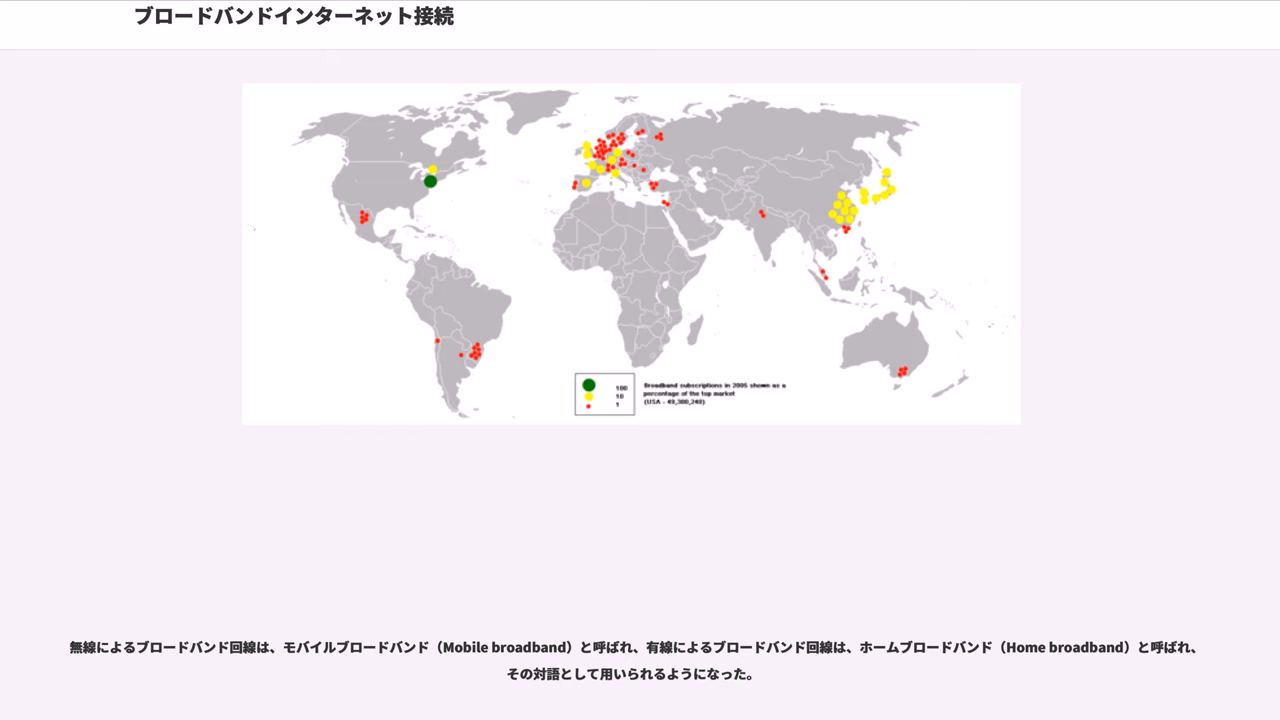 ブロードバンドインターネット接続
100
10
1
Broadband subscriptions in 2005 shown as a
percentage of the top market
(USA - 49,380,240)
無線によるブロードバンド回線は、モバイルブロードバンド（Mobile broadband）と呼ばれ、有線によるブロードバンド回線は、ホームブロードバンド（Home broadband）と呼ばれ、
その対語として用いられるようになった。